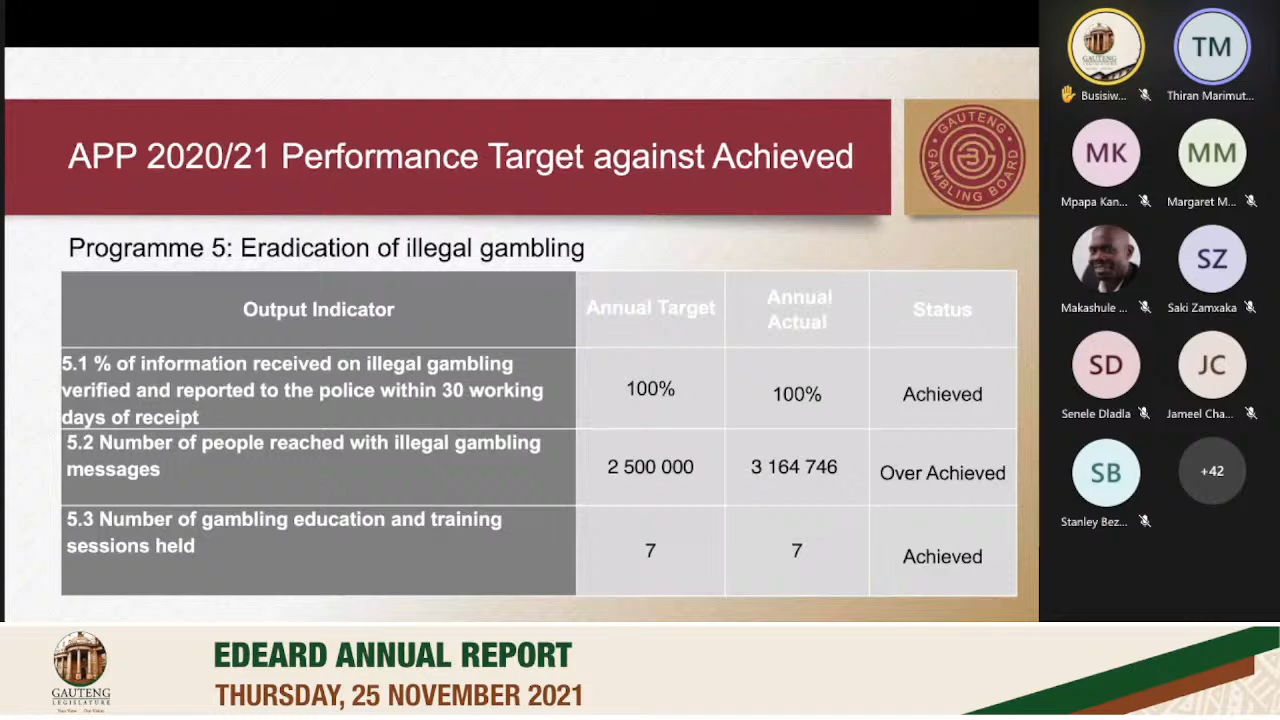 APP 2020/21 Performance Target against Achieved
GAUTENG
GAMBLING BOARD
Programme 5: Eradication of illegal gambling
Output Indicator
Annual Target
Annual
Actual
Status
5.1 % of information received on illegal gambling
verified and reported to the police within 30 working
days of receipt
100%
100%
Achieved
5.2 Number of people reached with illegal gambling
messages
2 500 000
3 164 746
Over Achieved
5.3 Number of gambling education and training
sessions held
7
7
Achieved
GAUTENG
Busisiw...
TM
Thiran Marimut...
MK
Mpapa Kan...
MM
Margaret M...
Makashule ...
SZ
Saki Zamxaka
SD
Senele Dladla
JC
Jameel Cha...
SB
Stanley Bez...
+42
GAUTENG
LEGISLATURE
Your View Our Vision
EDEARD ANNUAL REPORT
THURSDAY, 25 NOVEMBER 2021